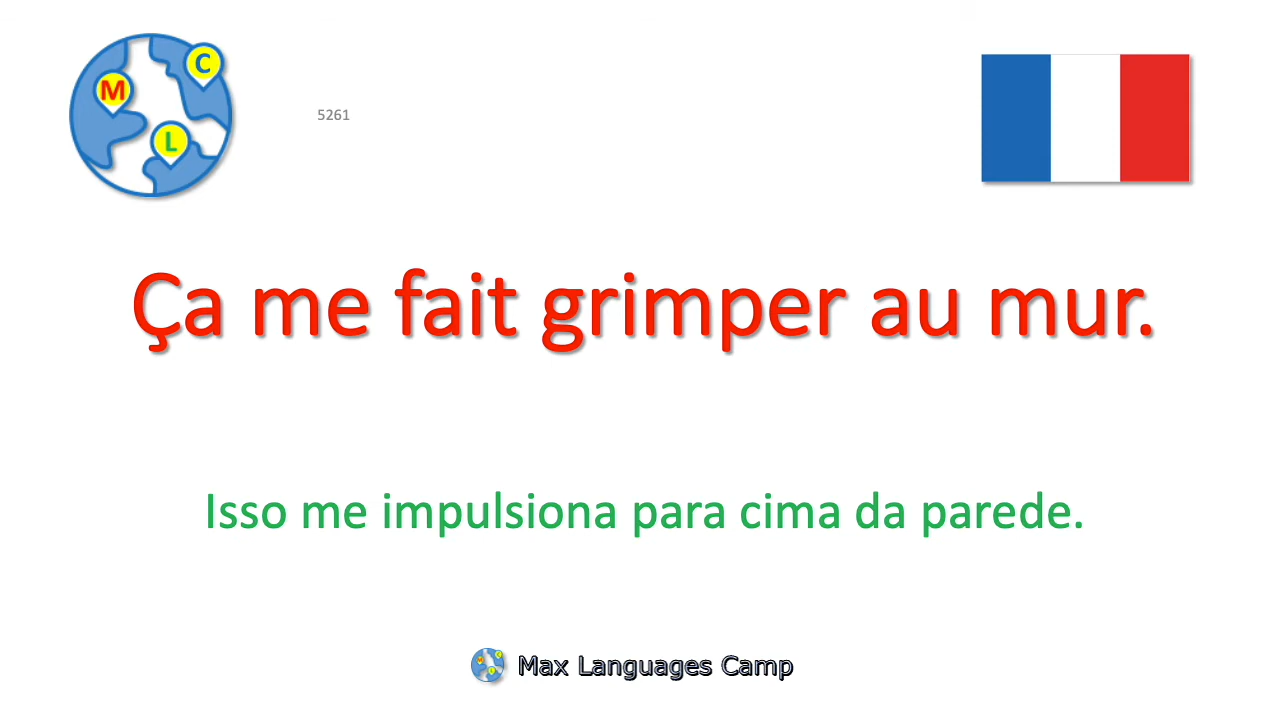 C
M
L
5261
Ça me fait grimper au mur.
Isso me impulsiona para cima da parede.
Max Languages Camp